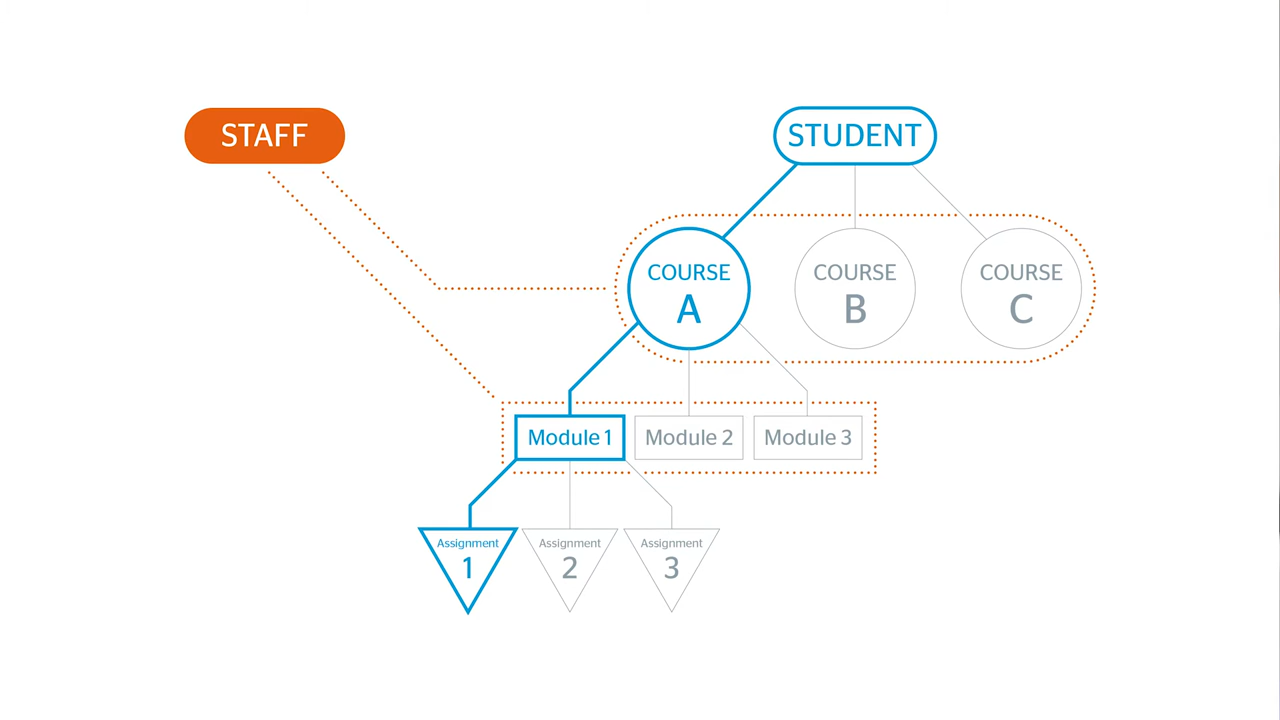 STAFF
STUDENT
COURSE
A
COURSE
B
COURSE
C
Module 1
Module 2
Module 3
Assignment
1
Assignment
2
Assignment
3